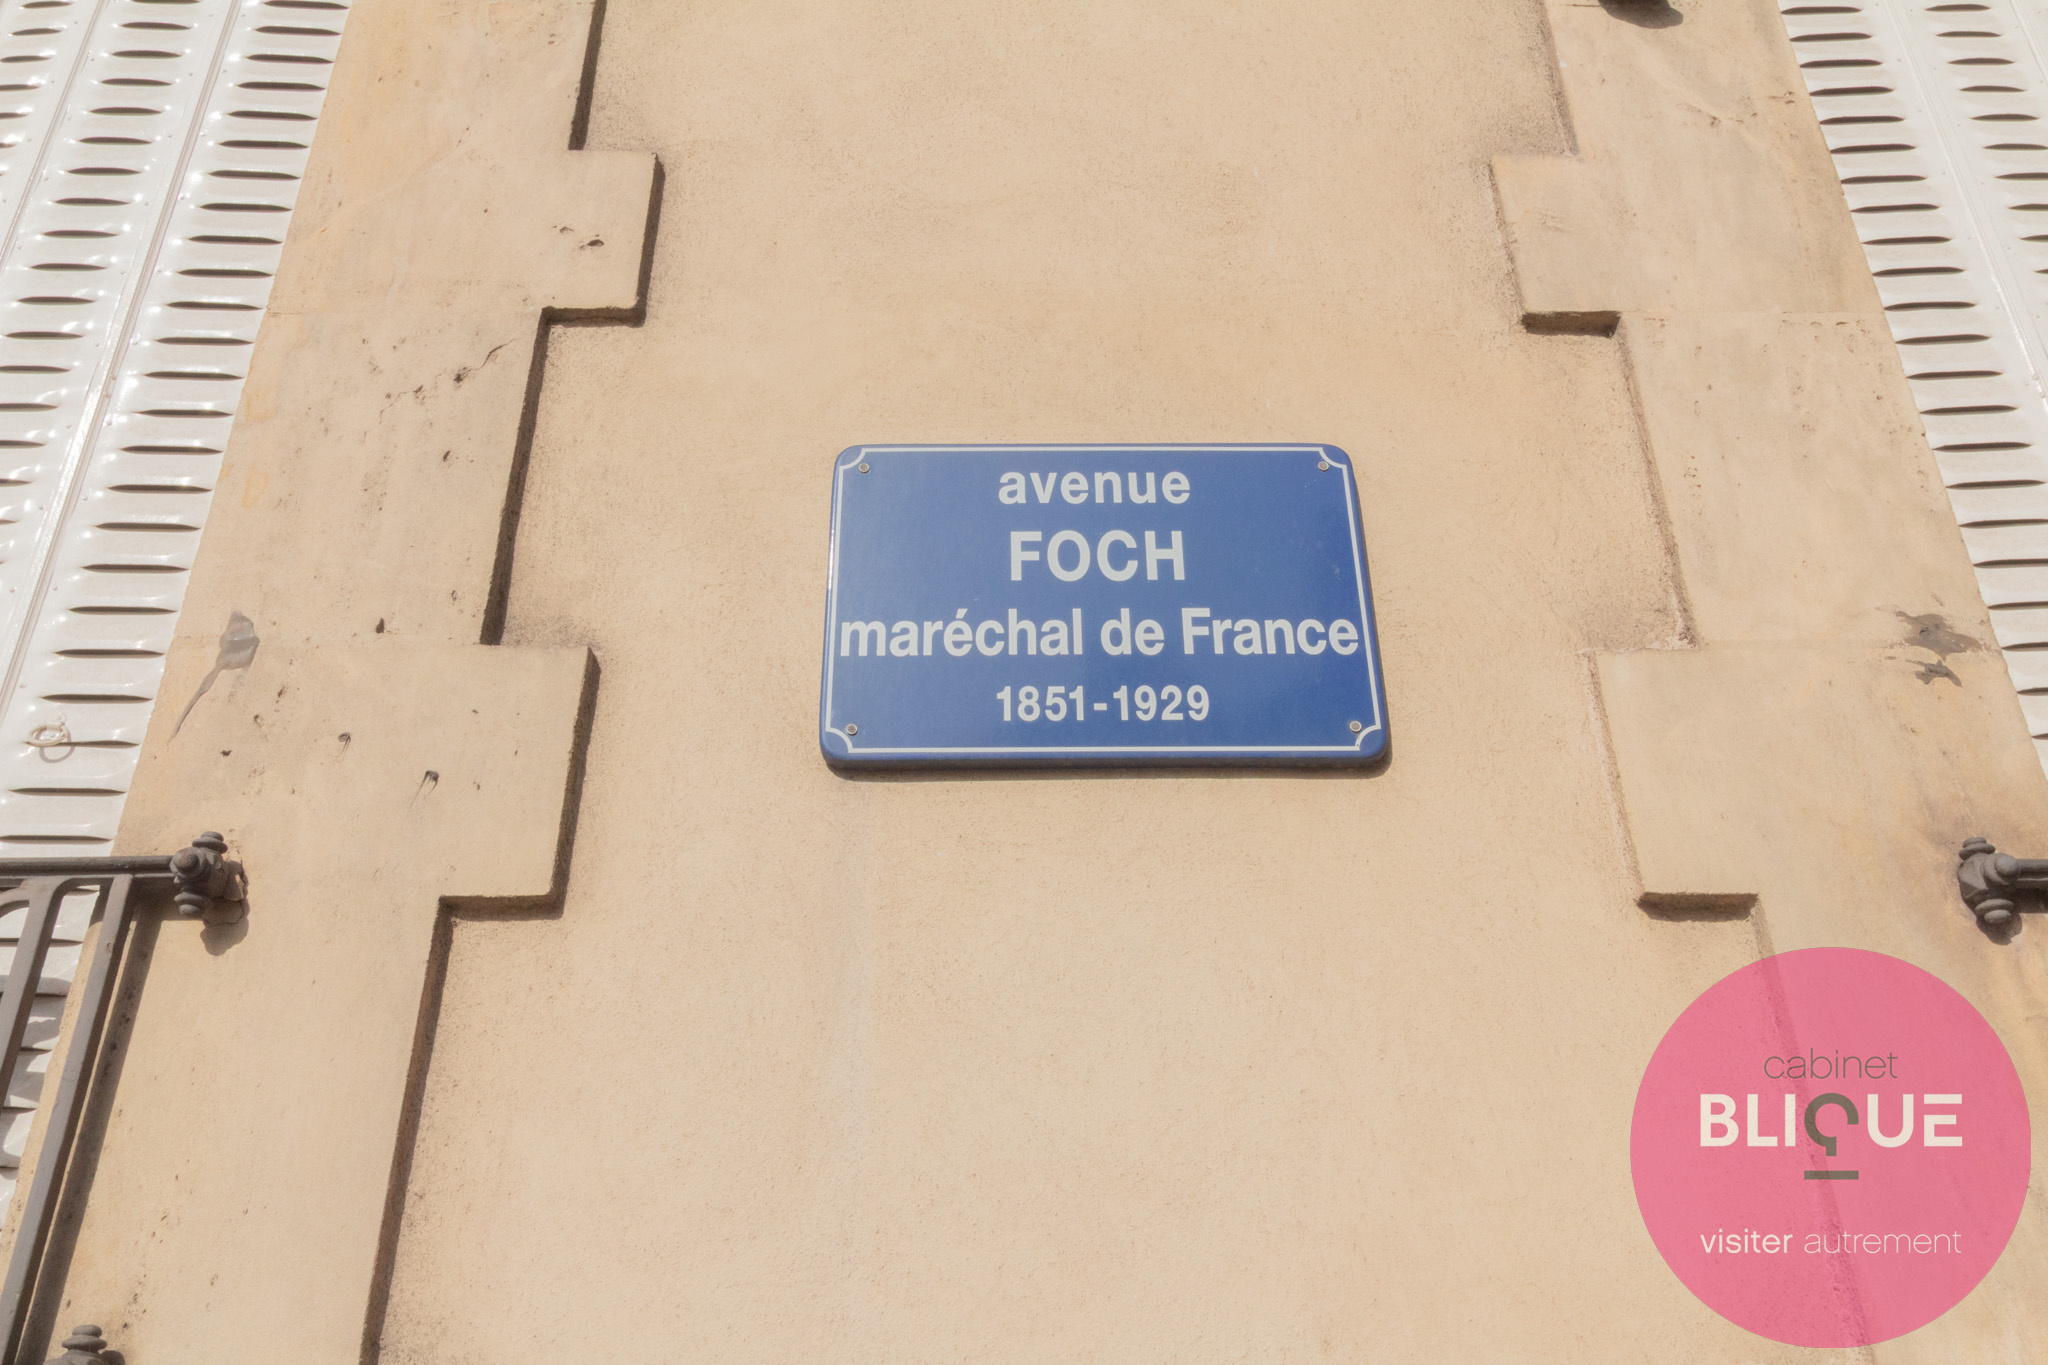 avenue
FOCH
maréchal de France
1851-1929
cabinet
BLIQUE
visiter autrement